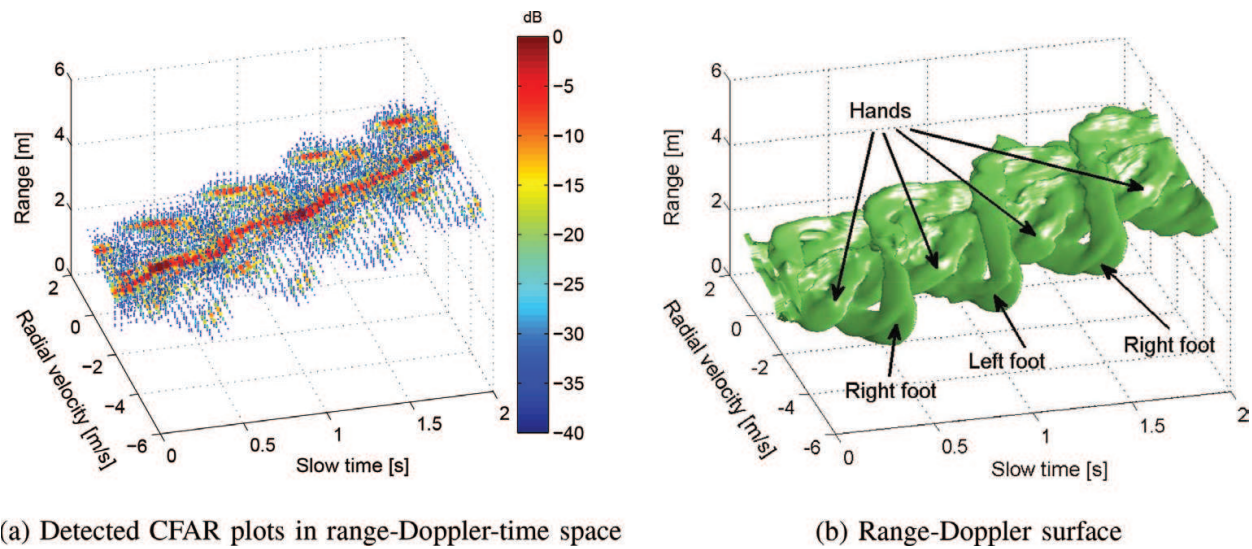 dB
0
−5
−10
−15
−20
−25
−30
−35
−40
6
4
2
0
Range [m]
2
0
−2
−4
−6
Radial velocity [m/s]
0
0.5
1
1.5
2
Slow time [s]
6
4
2
0
Range [m]
2
0
−2
−4
−6
Radial velocity [m/s]
0
0.5
1
1.5
2
Slow time [s]
Hands
Right foot
Left foot
Right foot
(a) Detected CFAR plots in range-Doppler-time space
(b) Range-Doppler surface